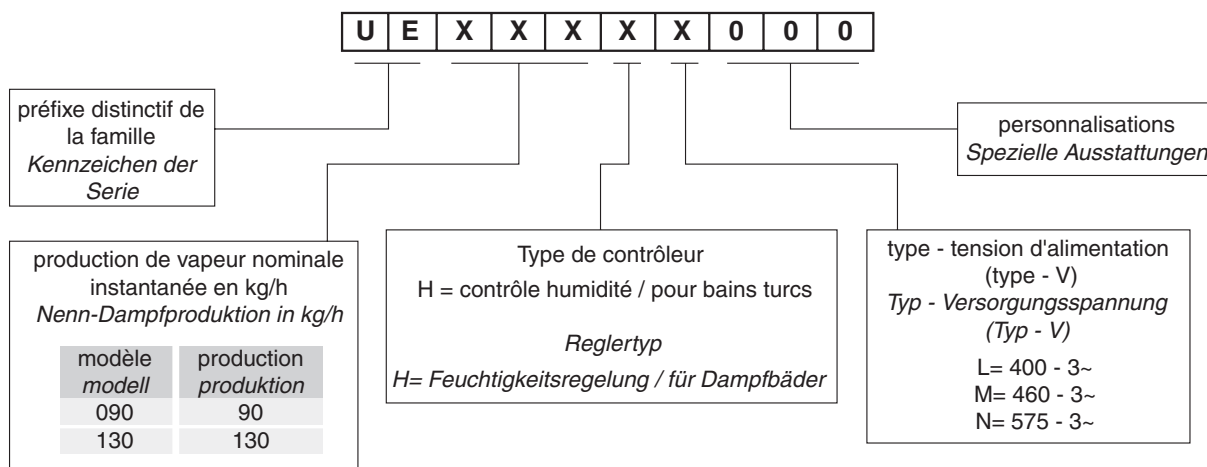 U E X X X X X 0 0 0
préfixe distinctif de
la famille
Kennzeichen der
Serie
personnalisations
Spezielle Ausstattungen
production de vapeur nominale
instantanée en kg/h
Nenn-Dampfproduktion in kg/h
modèle production
modell produktion
090 90
130 130
Type de contrôleur
H = contrôle humidité / pour bains turcs
Reglertyp
H= Feuchtigkeitsregelung / für Dampfbäder
type - tension d'alimentation
(type - V)
Typ - Versorgungsspannung
(Typ - V)
L= 400 - 3~
M= 460 - 3~
N= 575 - 3~